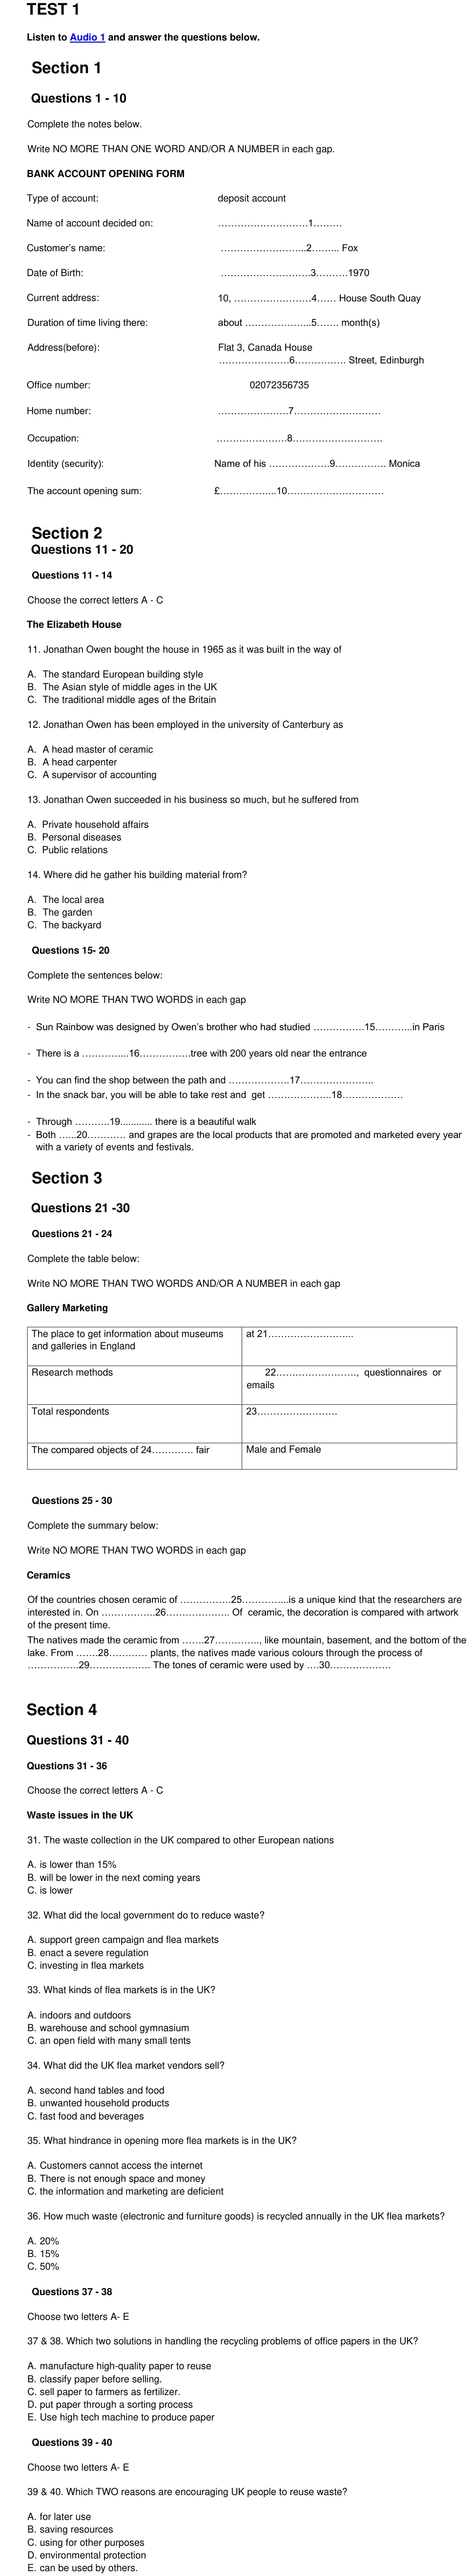 TEST 1
Listen to Audio 1 and answer the questions below.
Section 1
Questions 1 - 10
Complete the notes below.
Write NO MORE THAN ONE WORD AND/OR A NUMBER in each gap.
BANK ACCOUNT OPENING FORM
Type of account: deposit account
Name of account decided on: ……………………….1………
Customer’s name: ……………………...2…….. Fox
Date of Birth: ……………………….3……….1970
Current address: 10, …………………….4…… House South Quay
Duration of time living there: about ………………...5……. month(s)
Address(before): Flat 3, Canada House
………………….6……………. Street, Edinburgh
Office number: 02072356735
Home number: ………………….7……………………….
Occupation: ………………….8……………………….
Identity (security): Name of his ……………….9……………. Monica
The account opening sum: £……………...10…………………………
Section 2
Questions 11 - 20
Questions 11 - 14
Choose the correct letters A - C
The Elizabeth House
11. Jonathan Owen bought the house in 1965 as it was built in the way of
A. The standard European building style
B. The Asian style of middle ages in the UK
C. The traditional middle ages of the Britain
12. Jonathan Owen has been employed in the university of Canterbury as
A. A head master of ceramic
B. A head carpenter
C. A supervisor of accounting
13. Jonathan Owen succeeded in his business so much, but he suffered from
A. Private household affairs
B. Personal diseases
C. Public relations
14. Where did he gather his building material from?
A. The local area
B. The garden
C. The backyard
Questions 15- 20
Complete the sentences below:
Write NO MORE THAN TWO WORDS in each gap
- Sun Rainbow was designed by Owen’s brother who had studied …………….15………...in Paris
- There is a …………...16…………….tree with 200 years old near the entrance
- You can find the shop between the path and ……………….17…………………..
- In the snack bar, you will be able to take rest and get ………………..18………………
- Through ……….19............ there is a beautiful walk
- Both …...20………… and grapes are the local products that are promoted and marketed every year
with a variety of events and festivals.
Section 3
Questions 21 -30
Questions 21 - 24
Complete the table below:
Write NO MORE THAN TWO WORDS AND/OR A NUMBER in each gap
Gallery Marketing
The place to get information about museums
and galleries in England
at 21……………………...
Research methods
22……………………., questionnaires or
emails
Total respondents
23…………………….
The compared objects of 24…………. fair
Male and Female
Questions 25 - 30
Complete the summary below:
Write NO MORE THAN TWO WORDS in each gap
Ceramics
Of the countries chosen ceramic of …………….25…………...is a unique kind that the researchers are
interested in. On ……………..26……………….. Of ceramic, the decoration is compared with artwork
of the present time.
The natives made the ceramic from …….27………….., like mountain, basement, and the bottom of the
lake. From …….28………… plants, the natives made various colours through the process of
…………….29………………. The tones of ceramic were used by ….30……………….
Section 4
Questions 31 - 40
Questions 31 - 36
Choose the correct letters A - C
Waste issues in the UK
31. The waste collection in the UK compared to other European nations
A. is lower than 15%
B. will be lower in the next coming years
C. is lower
32. What did the local government do to reduce waste?
A. support green campaign and flea markets
B. enact a severe regulation
C. investing in flea markets
33. What kinds of flea markets is in the UK?
A. indoors and outdoors
B. warehouse and school gymnasium
C. an open field with many small tents
34. What did the UK flea market vendors sell?
A. second hand tables and food
B. unwanted household products
C. fast food and beverages
35. What hindrance in opening more flea markets is in the UK?
A. Customers cannot access the internet
B. There is not enough space and money
C. the information and marketing are deficient
36. How much waste (electronic and furniture goods) is recycled annually in the UK flea markets?
A. 20%
B. 15%
C. 50%
Questions 37 - 38
Choose two letters A- E
37 & 38. Which two solutions in handling the recycling problems of office papers in the UK?
A. manufacture high-quality paper to reuse
B. classify paper before selling.
C. sell paper to farmers as fertilizer.
D. put paper through a sorting process
E. Use high tech machine to produce paper
Questions 39 - 40
Choose two letters A- E
39 & 40. Which TWO reasons are encouraging UK people to reuse waste?
A. for later use
B. saving resources
C. using for other purposes
D. environmental protection
E. can be used by others.